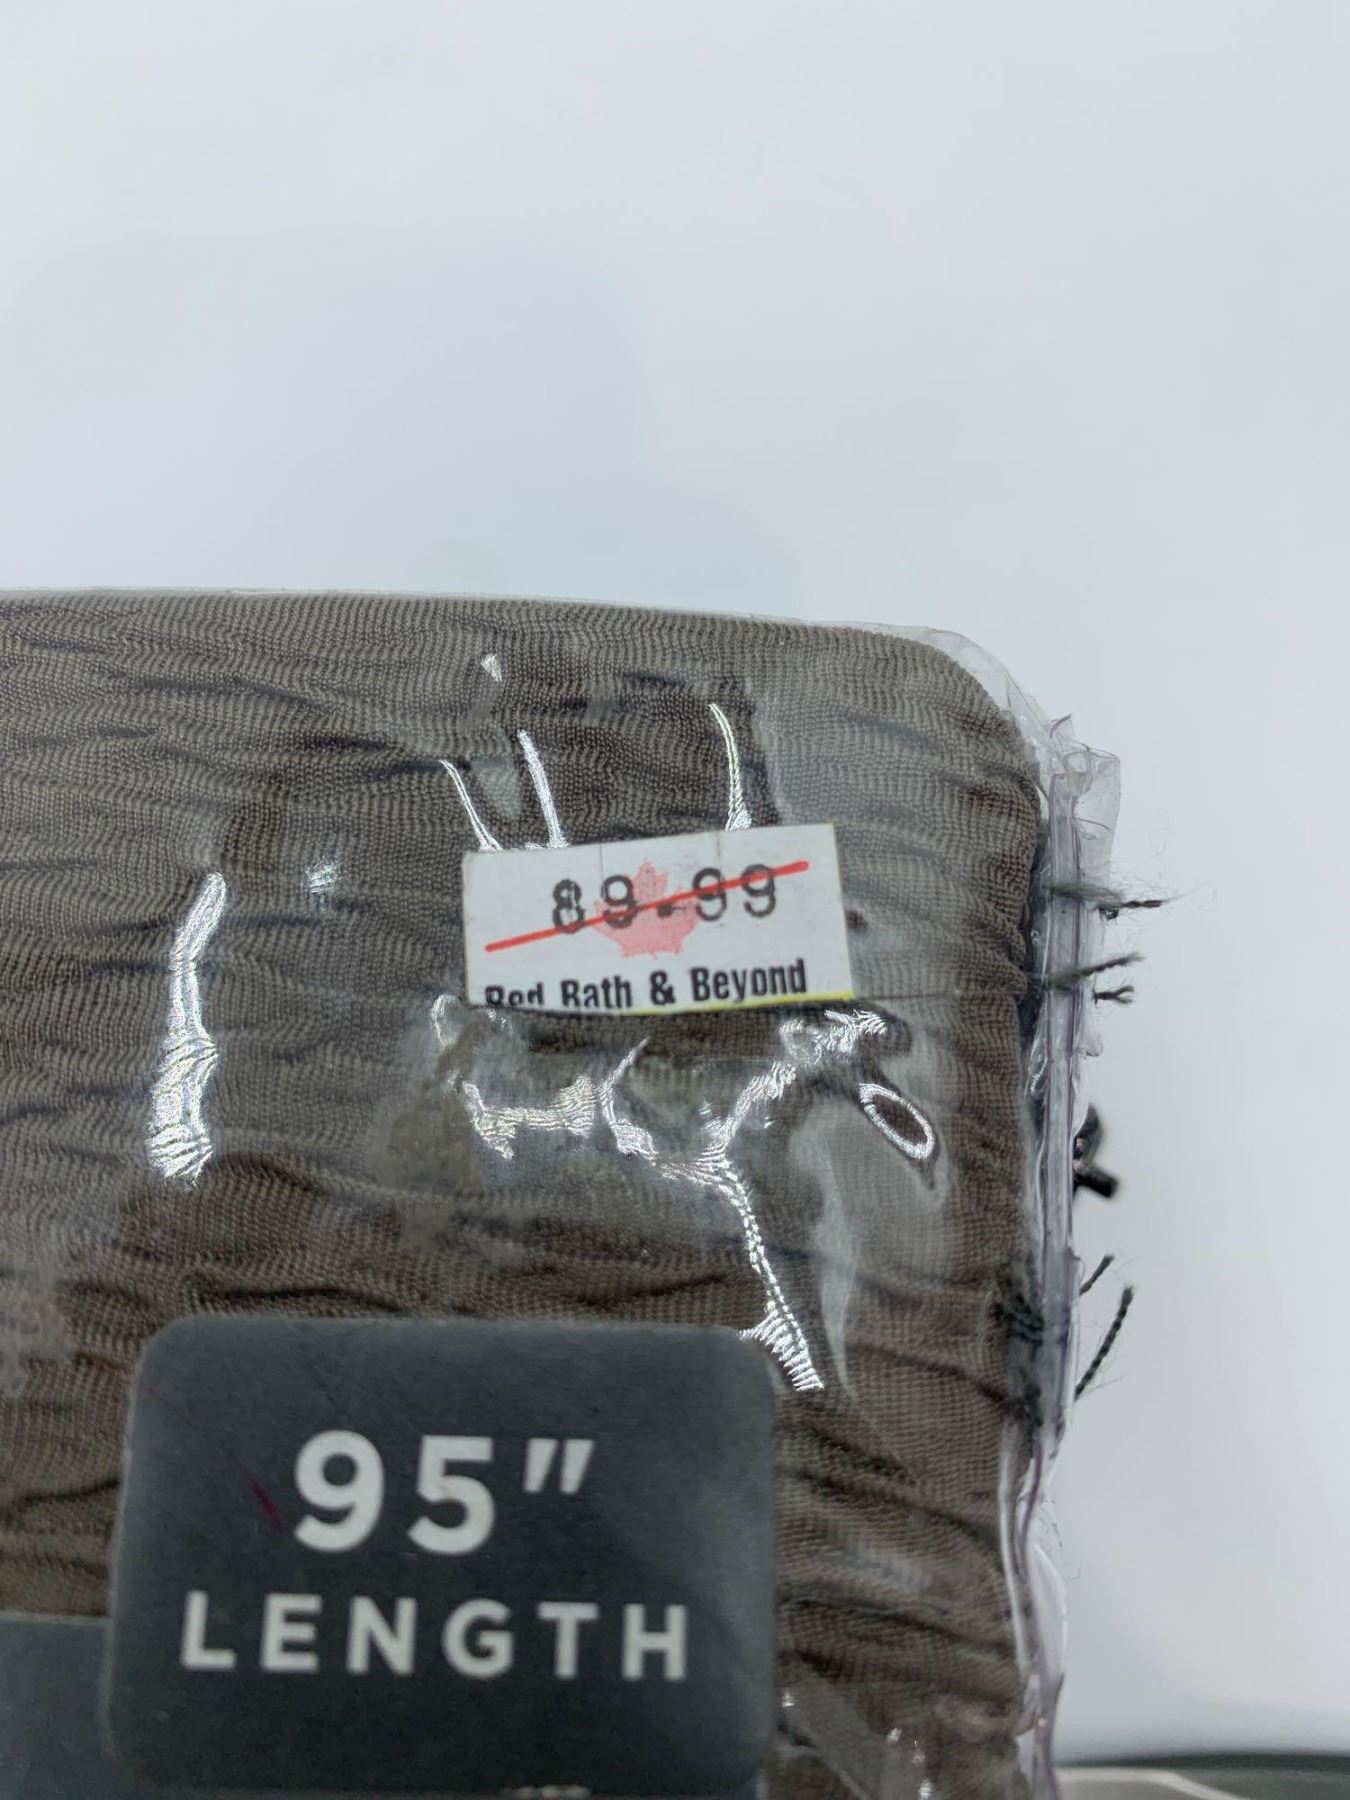 89.99
Bed Bath & Beyond
95"
LENGTH